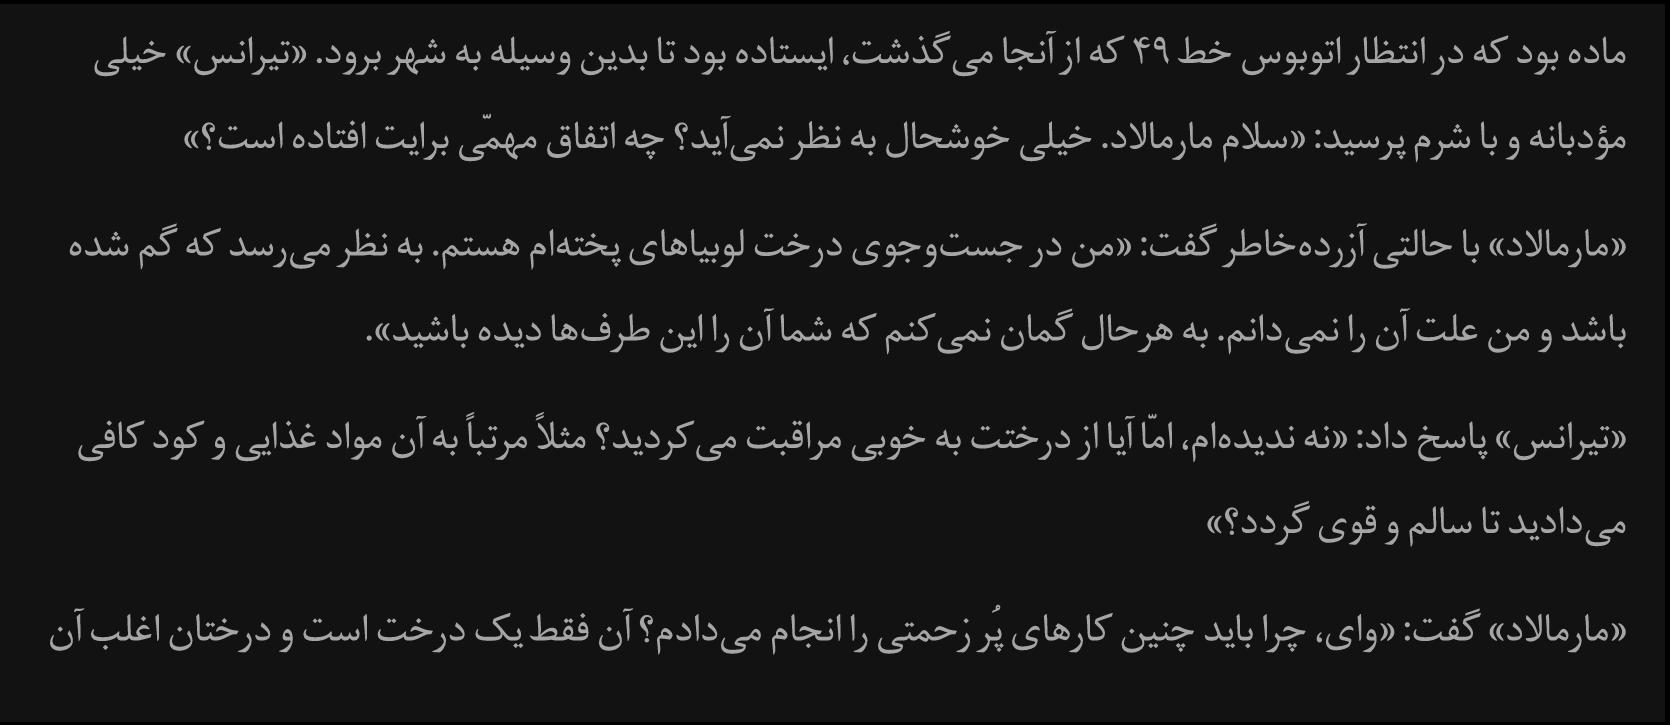 ماده بود که در انتظار اتوبوس خط ۴۹ که از آنجا می‌گذشت، ایستاده بود تا بدین وسیله به شهر برود. «تیرانس» خیلی
مؤدبانه و با شرم پرسید: «سلام مارمالاد. خیلی خوشحال به نظر نمی‌آید؟ چه اتفاق مهمّی برایت افتاده است؟»
«مارمالاد» با حالتی آزرده‌خاطر گفت: «من در جست‌وجوی درخت لوبیاهای پخته‌ام هستم. به نظر می‌رسد که گم شده
باشد و من علت آن را نمی‌دانم. به هرحال گمان نمی‌کنم که شما آن را این طرف‌ها دیده باشید».
«تیرانس» پاسخ داد: «نه ندیده‌ام، امّا آیا از درختت به خوبی مراقبت می‌کردید؟ مثلاً مرتباً به آن مواد غذایی و کود کافی
می‌دادید تا سالم و قوی گردد؟»
«مارمالاد» گفت: «وای، چرا باید چنین کارهای پُر زحمتی را انجام می‌دادم؟ آن فقط یک درخت است و درختان اغلب آن